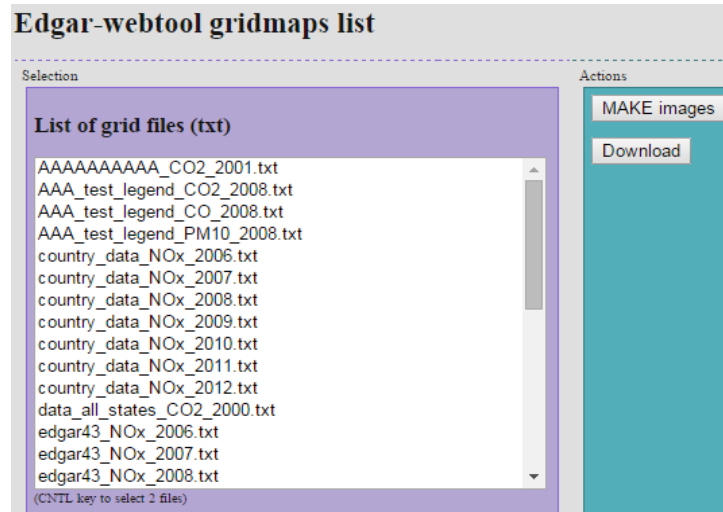 Edgar-webtool gridmaps list
Selection
Actions
List of grid files (txt)
MAKE images
Download
AAAAAAAAAA_CO2_2001.txt
AAA_test_legend_CO2_2008.txt
AAA_test_legend_CO_2008.txt
AAA_test_legend_PM10_2008.txt
country_data_NOx_2006.txt
country_data_NOx_2007.txt
country_data_NOx_2008.txt
country_data_NOx_2009.txt
country_data_NOx_2010.txt
country_data_NOx_2011.txt
country_data_NOx_2012.txt
data_all_states_CO2_2000.txt
edgar43_NOx_2006.txt
edgar43_NOx_2007.txt
edgar43_NOx_2008.txt
(CNTL key to select 2 files)